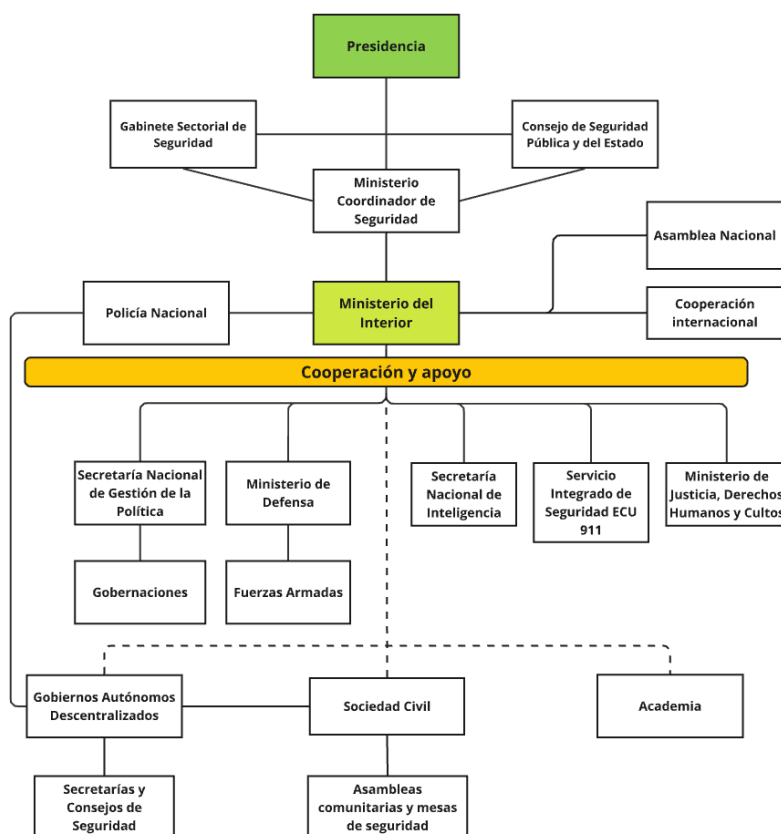 Presidencia
Gabinete Sectorial de
Seguridad
Consejo de Seguridad
Pública y del Estado
Ministerio
Coordinador de
Seguridad
Asamblea Nacional
Policía Nacional
Ministerio del
Interior
Cooperación
internacional
Cooperación y apoyo
Secretaría Nacional
de Gestión de la
Política
Ministerio de
Defensa
Secretaría
Nacional de
Inteligencia
Servicio
Integrado de
Seguridad ECU
911
Ministerio de
Justicia, Derechos
Humanos y Cultos
Gobernaciones
Fuerzas Armadas
Gobiernos Autónomos
Descentralizados
Sociedad Civil
Academia
Secretarías y
Consejos de
Seguridad
Asambleas
comunitarias y mesas
de seguridad